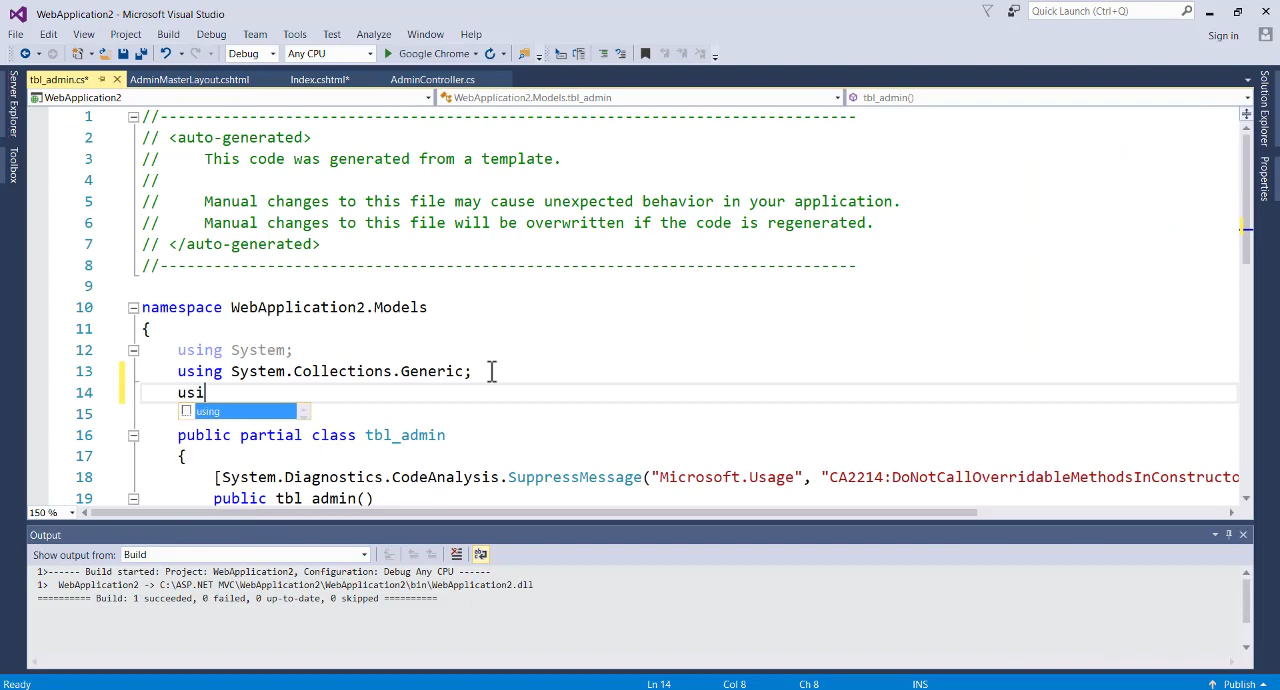 WebApplication2 - Microsoft Visual Studio
Quick Launch (Ctrl+Q)
File Edit View Project Build Debug Team Tools Test Analyze Window Help
Sign in
Debug Any CPU Google Chrome
tbl_admin.cs* AdminMasterLayout.cshtml Index.cshtml* AdminController.cs
WebApplication2 WebApplication2.Models.tbl_admin tbl_admin()
Server Explorer
Toolbox
Solution Explorer
Properties
1 //------------------------------------------------------------------------------
2 // <auto-generated>
3 // This code was generated from a template.
4 //
5 // Manual changes to this file may cause unexpected behavior in your application.
6 // Manual changes to this file will be overwritten if the code is regenerated.
7 // </auto-generated>
8 //------------------------------------------------------------------------------
9
10 namespace WebApplication2.Models
11 {
12 using System;
13 using System.Collections.Generic;
14 usi
using
15
16 public partial class tbl_admin
17 {
18 [System.Diagnostics.CodeAnalysis.SuppressMessage("Microsoft.Usage", "CA2214:DoNotCallOverridableMethodsInConstructo
19 public tbl_admin()
150 %
Output
Show output from: Build
1>------ Build started: Project: WebApplication2, Configuration: Debug Any CPU ------
1> WebApplication2 -> C:\ASP.NET MVC\WebApplication2\WebApplication2\bin\WebApplication2.dll
========== Build: 1 succeeded, 0 failed, 0 up-to-date, 0 skipped ==========
Ready Ln 14 Col 8 Ch 8 INS Publish